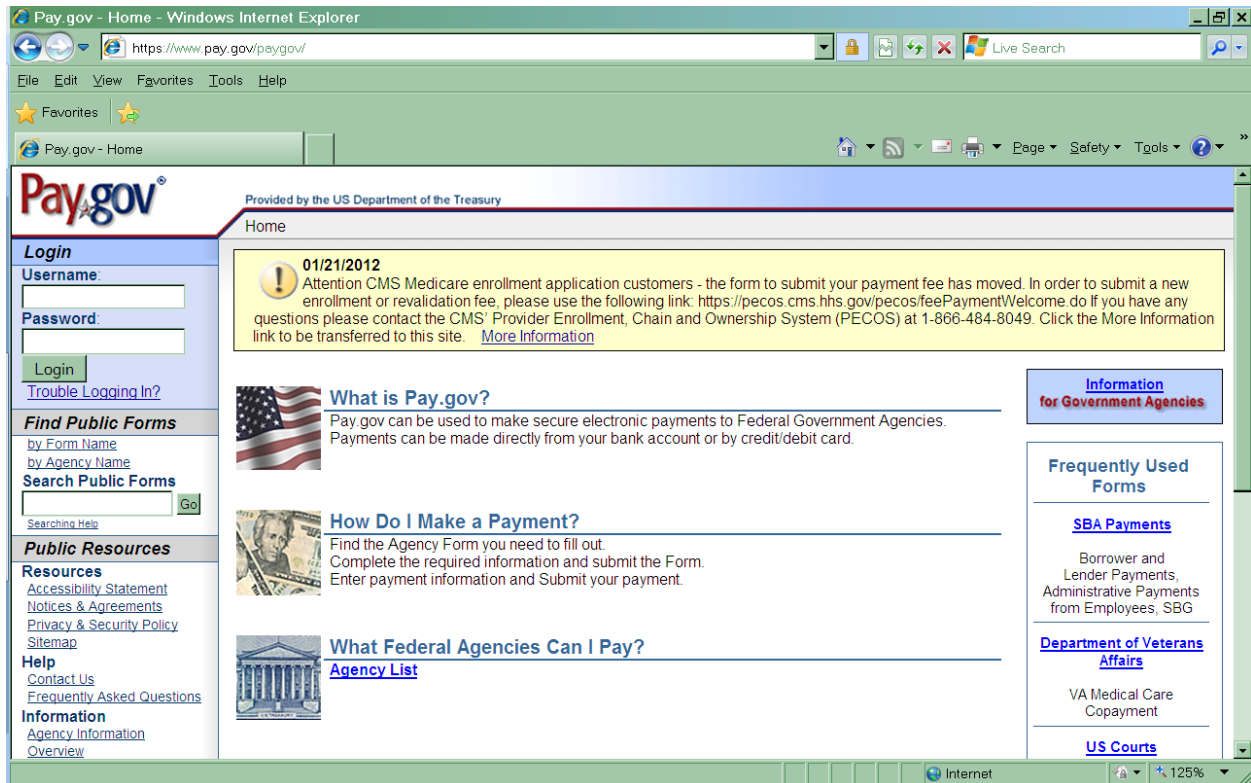 Pay.gov - Home - Windows Internet Explorer
https://www.pay.gov/paygov/
Live Search
File Edit View Favorites Tools Help
Favorites
Pay.gov - Home
Page Safety Tools
Pay.gov®
Provided by the US Department of the Treasury
Home
Login
Username:
Password:
Login
Trouble Logging In?
Find Public Forms
by Form Name
by Agency Name
Search Public Forms
Go
Searching Help
Public Resources
Resources
Accessibility Statement
Notices & Agreements
Privacy & Security Policy
Sitemap
Help
Contact Us
Frequently Asked Questions
Information
Agency Information
Overview
01/21/2012
Attention CMS Medicare enrollment application customers - the form to submit your payment fee has moved. In order to submit a new
enrollment or revalidation fee, please use the following link: https://pecos.cms.hhs.gov/pecos/feePaymentWelcome.do If you have any
questions please contact the CMS' Provider Enrollment, Chain and Ownership System (PECOS) at 1-866-484-8049. Click the More Information
link to be transferred to this site. More Information
What is Pay.gov?
Pay.gov can be used to make secure electronic payments to Federal Government Agencies.
Payments can be made directly from your bank account or by credit/debit card.
How Do I Make a Payment?
Find the Agency Form you need to fill out.
Complete the required information and submit the Form.
Enter payment information and Submit your payment.
What Federal Agencies Can I Pay?
Agency List
Information
for Government Agencies
Frequently Used
Forms
SBA Payments
Borrower and
Lender Payments,
Administrative Payments
from Employees, SBG
Department of Veterans
Affairs
VA Medical Care
Copayment
US Courts
Internet
125%